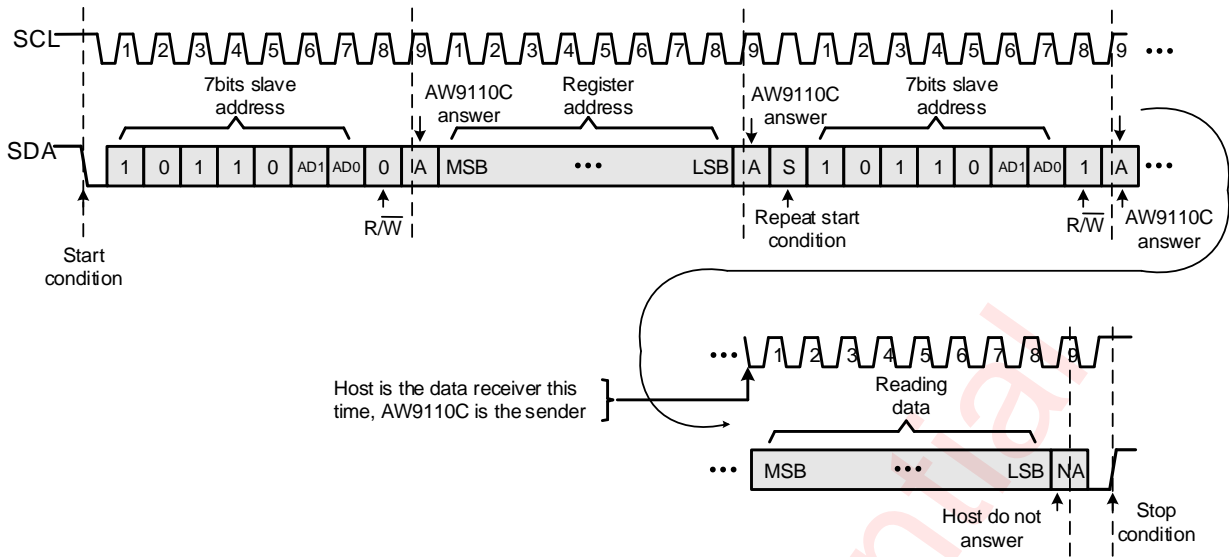 SCL 1 2 3 4 5 6 7 8 9 1 2 3 4 5 6 7 8 9 1 2 3 4 5 6 7 8 9 •••
7bits slave address
AW9110C answer
Register address
AW9110C answer
7bits slave address
SDA 1 0 1 1 0 AD1 AD0 0 A MSB ••• LSB A S 1 0 1 1 0 AD1 AD0 1 A •••
Start condition
R/W̅
Repeat start condition
R/W̅
AW9110C answer
••• 1 2 3 4 5 6 7 8 9
Host is the data receiver this
time, AW9110C is the sender
Reading data
••• MSB ••• LSB NA
Host do not answer
Stop condition